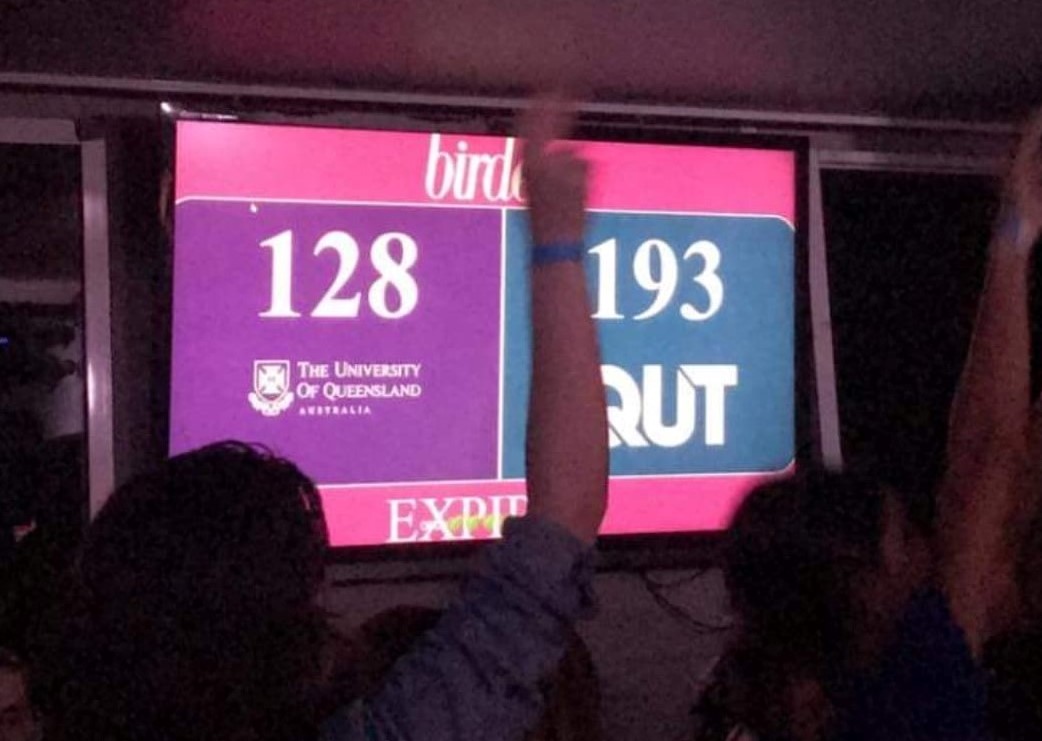 128
193
THE UNIVERSITY
OF QUEENSLAND
AUSTRALIA
QUT